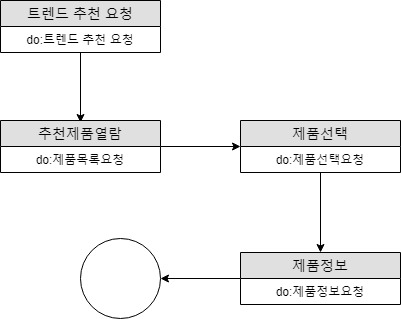 트렌드 추천 요청
do:트렌드 추천 요청
추천제품열람
do:제품목록요청
제품선택
do:제품선택요청
제품정보
do:제품정보요청